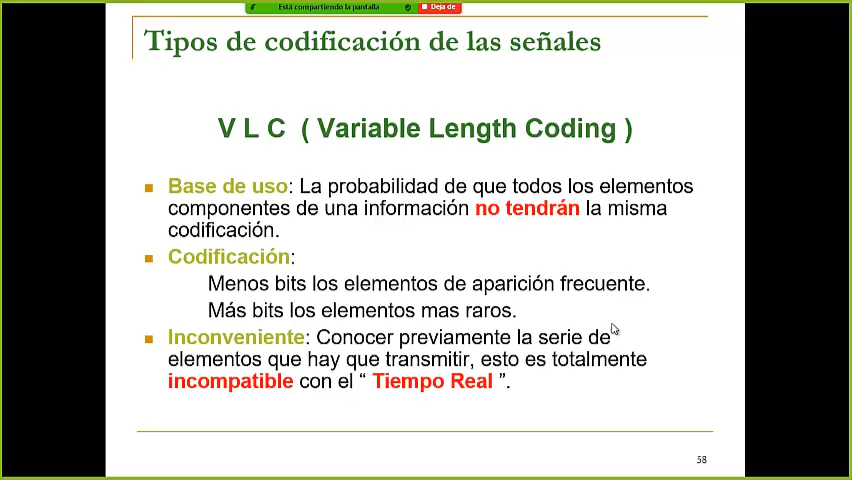 Está compartiendo la pantalla
Deja de
Tipos de codificación de las señales
V L C ( Variable Length Coding )
Base de uso: La probabilidad de que todos los elementos
componentes de una información no tendrán la misma
codificación.
Codificación:
Menos bits los elementos de aparición frecuente.
Más bits los elementos mas raros.
Inconveniente: Conocer previamente la serie de
elementos que hay que transmitir, esto es totalmente
incompatible con el “ Tiempo Real ”.
58